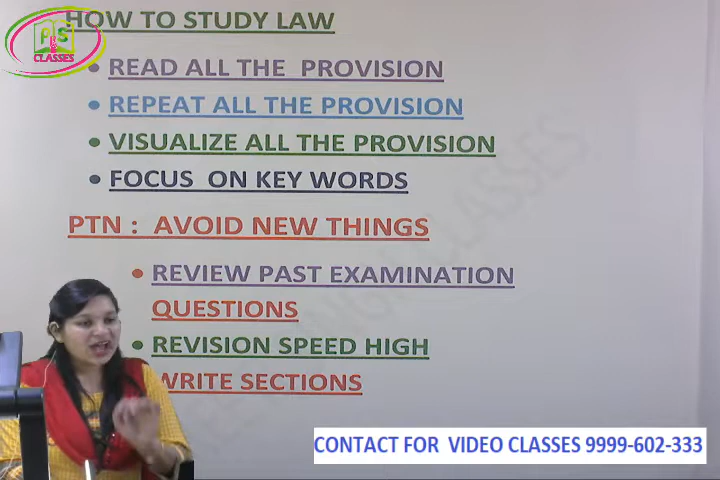 HOW TO STUDY LAW
PLS
CLASSES
• READ ALL THE PROVISION
• REPEAT ALL THE PROVISION
• VISUALIZE ALL THE PROVISION
• FOCUS ON KEY WORDS
PTN : AVOID NEW THINGS
• REVIEW PAST EXAMINATION
QUESTIONS
• REVISION SPEED HIGH
WRITE SECTIONS
CONTACT FOR VIDEO CLASSES 9999-602-333